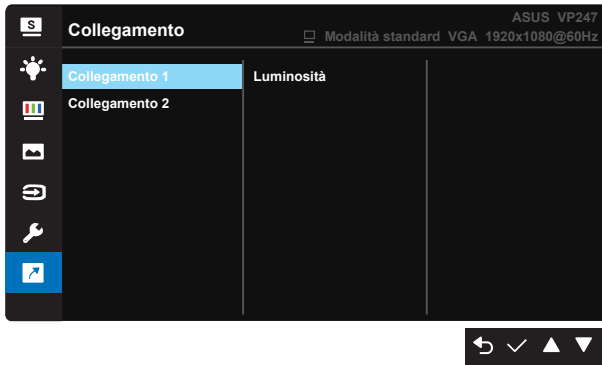 S
Collegamento
ASUS VP247
Modalità standard VGA 1920x1080@60Hz
Collegamento 1
Luminosità
Collegamento 2